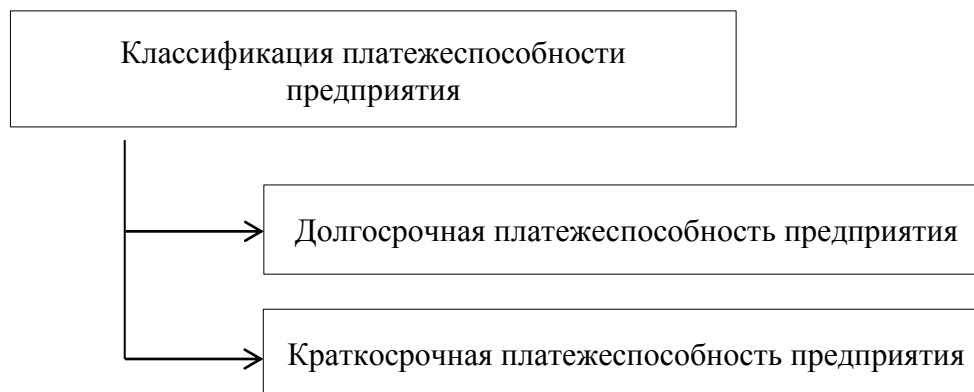 Классификация платежеспособности
предприятия
Долгосрочная платежеспособность предприятия
Краткосрочная платежеспособность предприятия